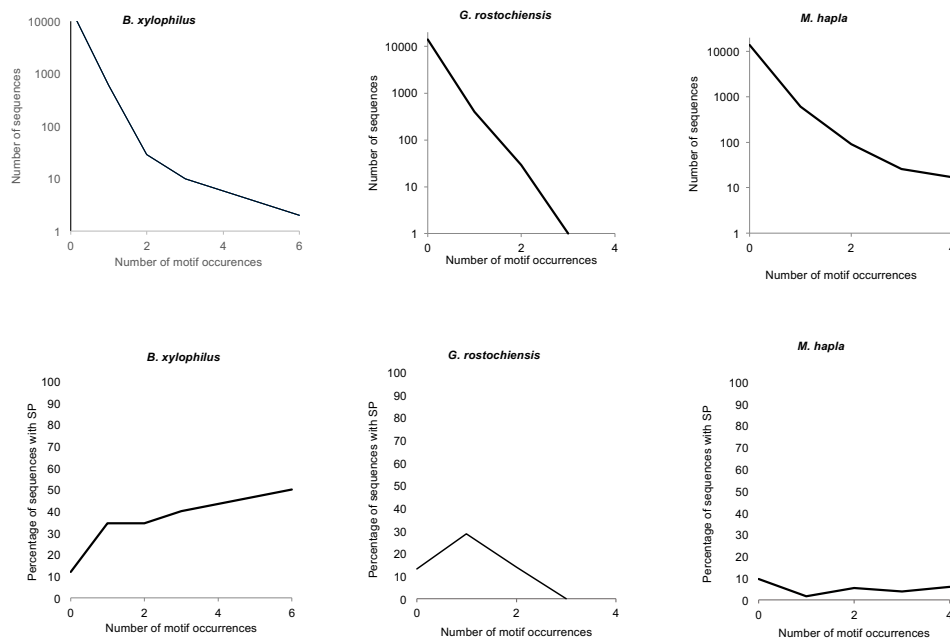 B. xylophilus
10000
1000
100
10
1
0 2 4 6
Number of sequences
Number of motif occurences
G. rostochiensis
10000
1000
100
10
1
0 2 4
Number of sequences
Number of motif occurrences
M. hapla
10000
1000
100
10
1
0 2 4
Number of sequences
Number of motif occurrences
B. xylophilus
100
90
80
70
60
50
40
30
20
10
0
0 2 4 6
Percentage of sequences with SP
Number of motif occurrences
G. rostochiensis
100
90
80
70
60
50
40
30
20
10
0
0 2 4
Percentage of sequences with SP
Number of motif occurrences
M. hapla
100
90
80
70
60
50
40
30
20
10
0
0 2 4
Percentage of sequences with SP
Number of motif occurrences